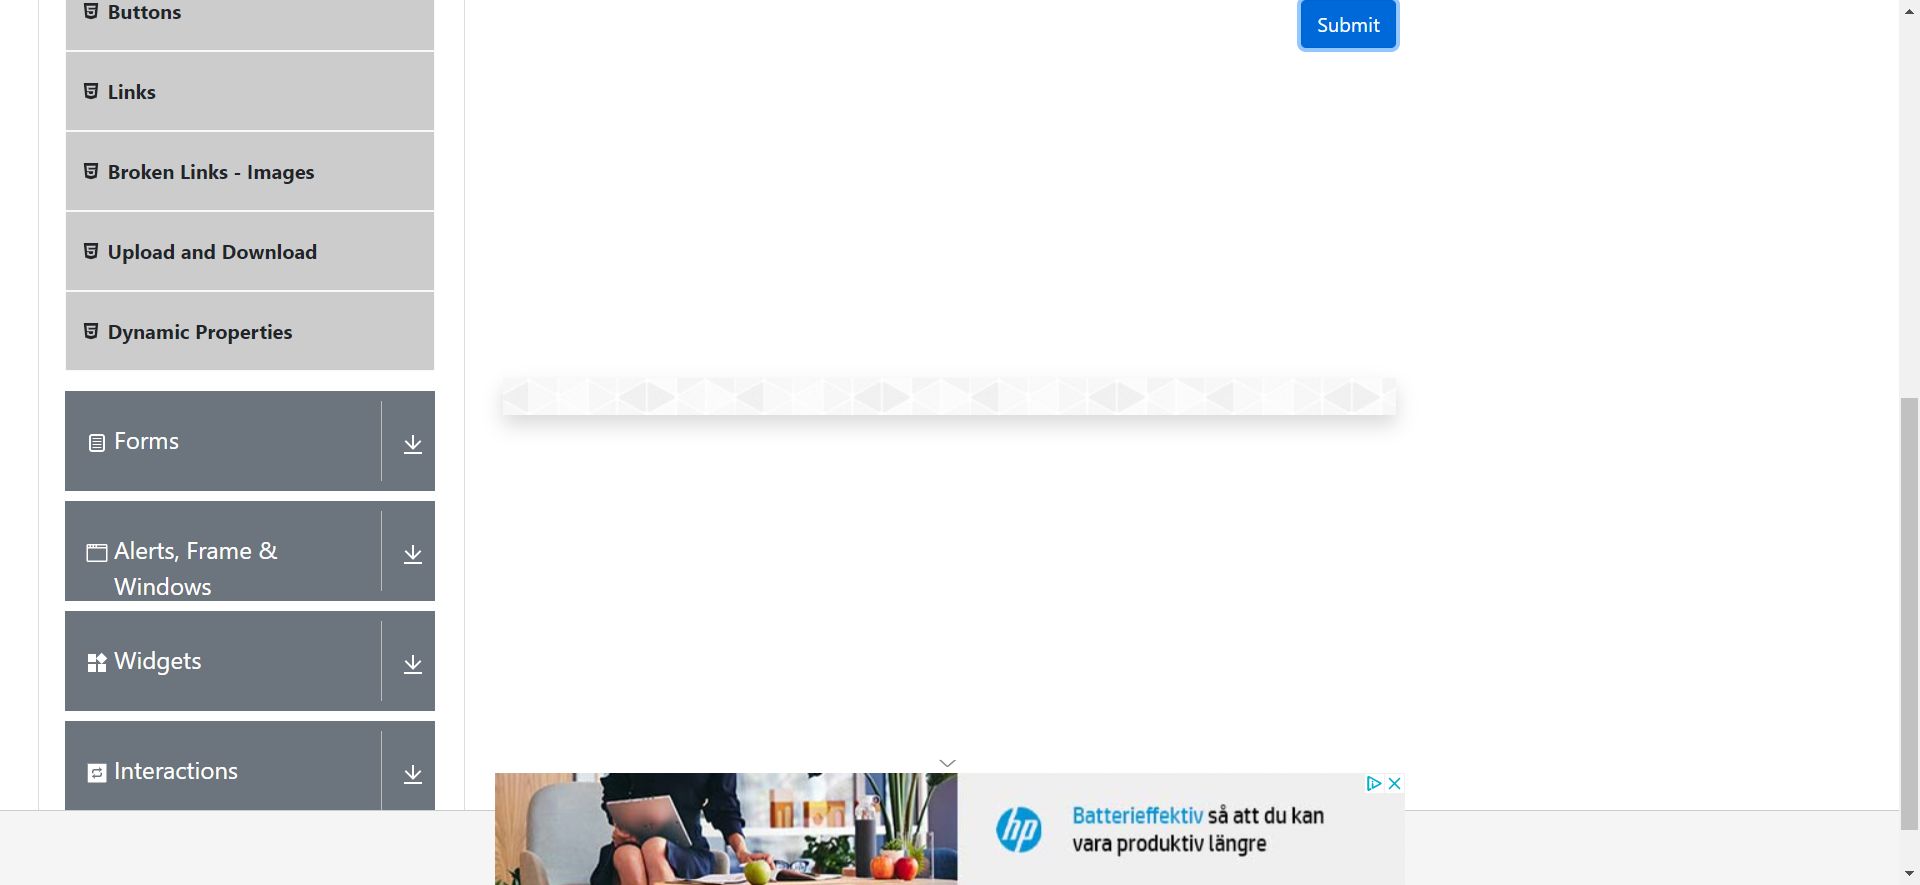 Buttons
Submit
Links
Broken Links - Images
Upload and Download
Dynamic Properties
Forms
Alerts, Frame &
Windows
Widgets
Interactions
hp
Batterieffektiv så att du kan
vara produktiv längre